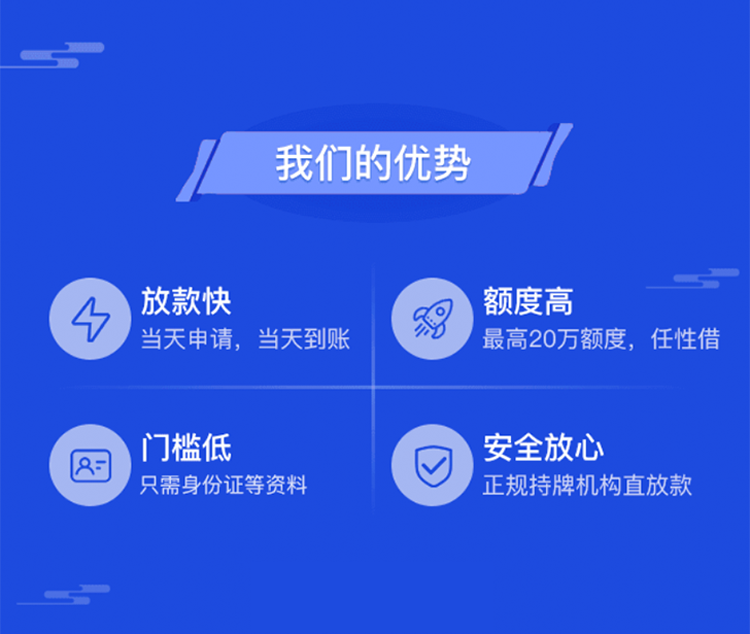 我们的优势
放款快
当天申请，当天到账
额度高
最高20万额度，任性借
门槛低
只需身份证等资料
安全放心
正规持牌机构直放款